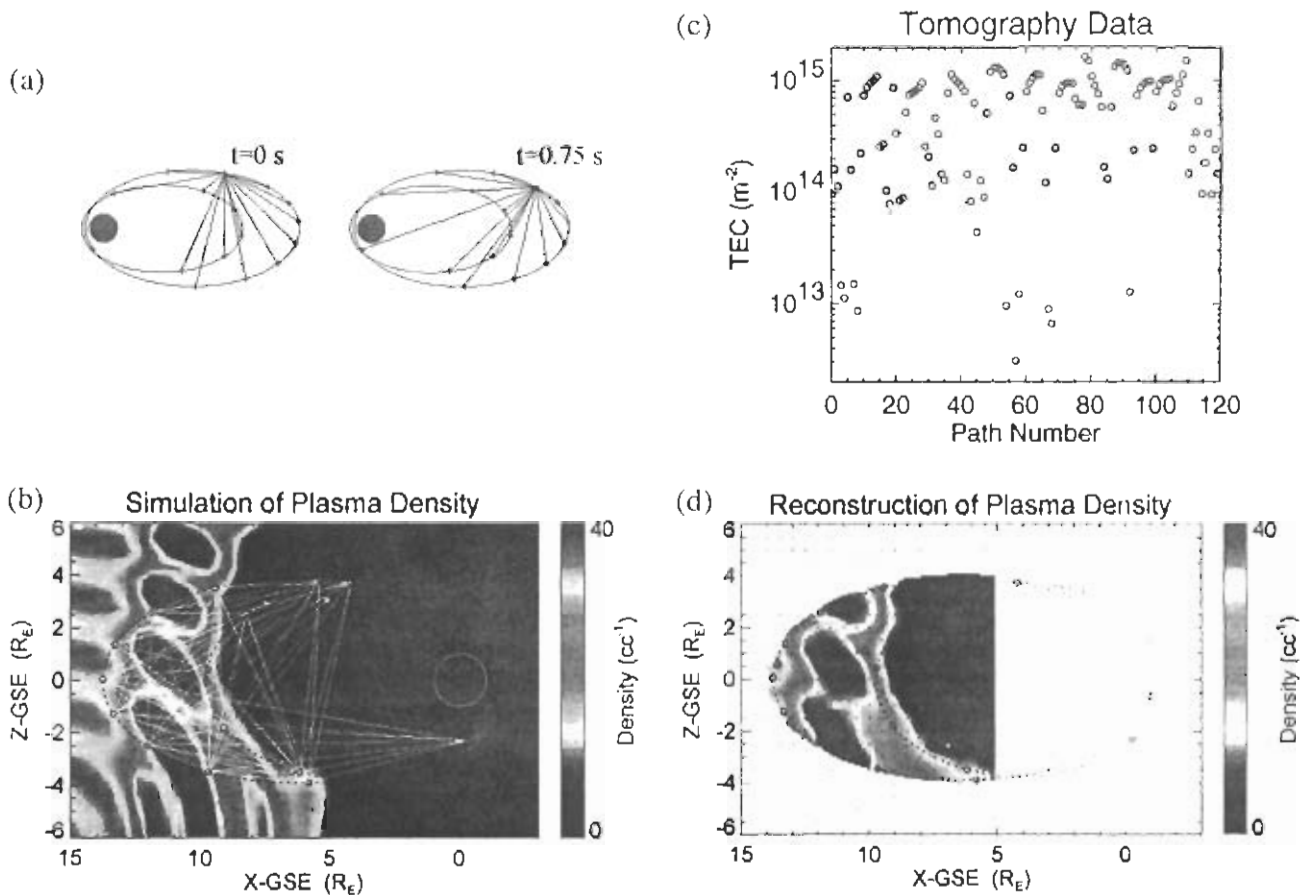 (a)
t=0 s
t=0.75 s
(c)
Tomography Data
10^15
10^14
10^13
TEC (m^-2)
0
20
40
60
80
100
120
Path Number
(b)
Simulation of Plasma Density
6
4
2
0
-2
-4
-6
Z-GSE (R_E)
15
10
5
0
X-GSE (R_E)
40
0
Density (cc^-1)
(d)
Reconstruction of Plasma Density
6
4
2
0
-2
-4
-6
Z-GSE (R_E)
15
10
5
0
X-GSE (R_E)
40
0
Density (cc^-1)